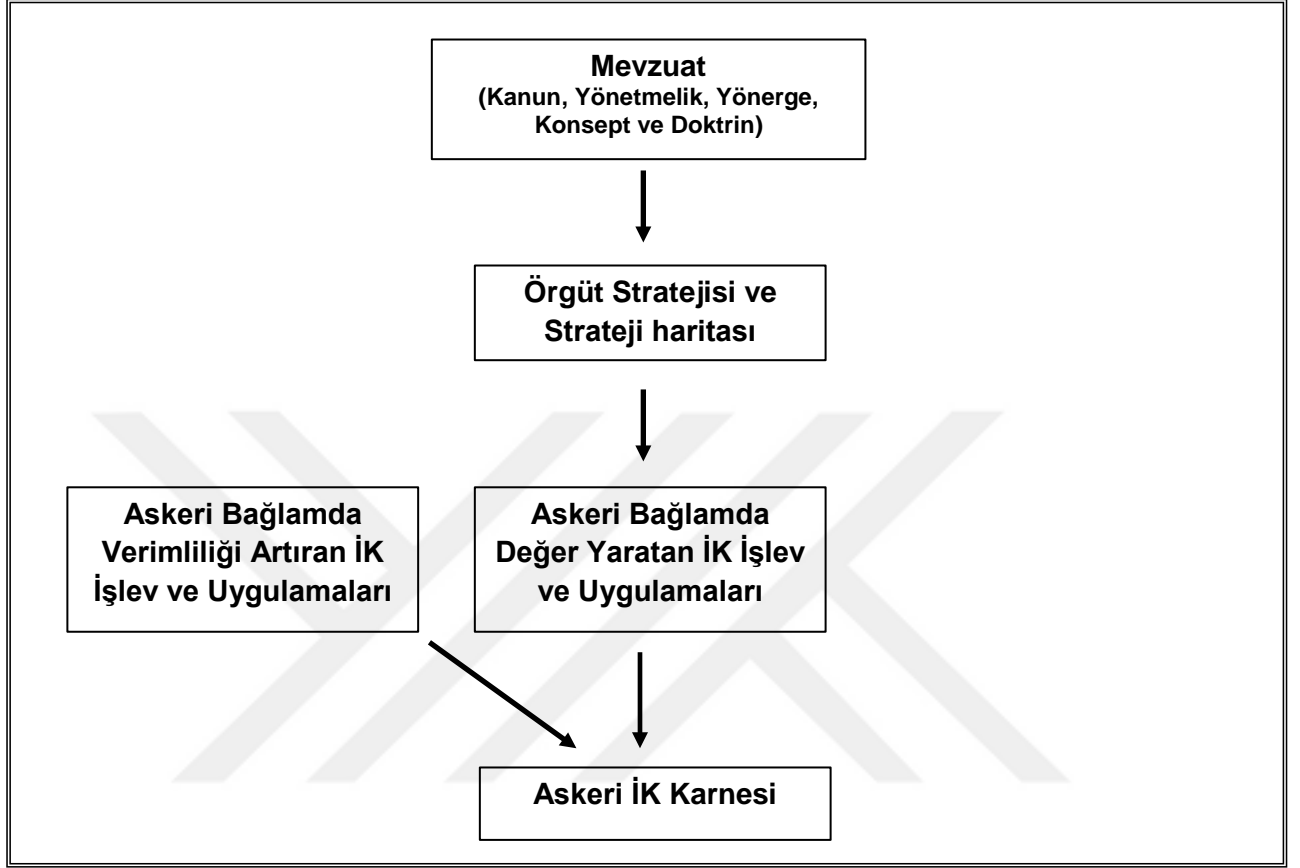 Mevzuat
(Kanun, Yönetmelik, Yönerge,
Konsept ve Doktrin)
Örgüt Stratejisi ve
Strateji haritası
Askeri Bağlamda
Verimliliği Artıran İK
İşlev ve Uygulamaları
Askeri Bağlamda
Değer Yaratan İK İşlev
ve Uygulamaları
Askeri İK Karnesi